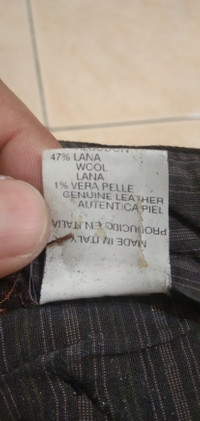 47% LANA
WOOL
LANA
1% VERA PELLE
GENUINE LEATHER
AUTENTICA PIEL
MADE IN ITALY
PRODUCIDO EN ITALIA